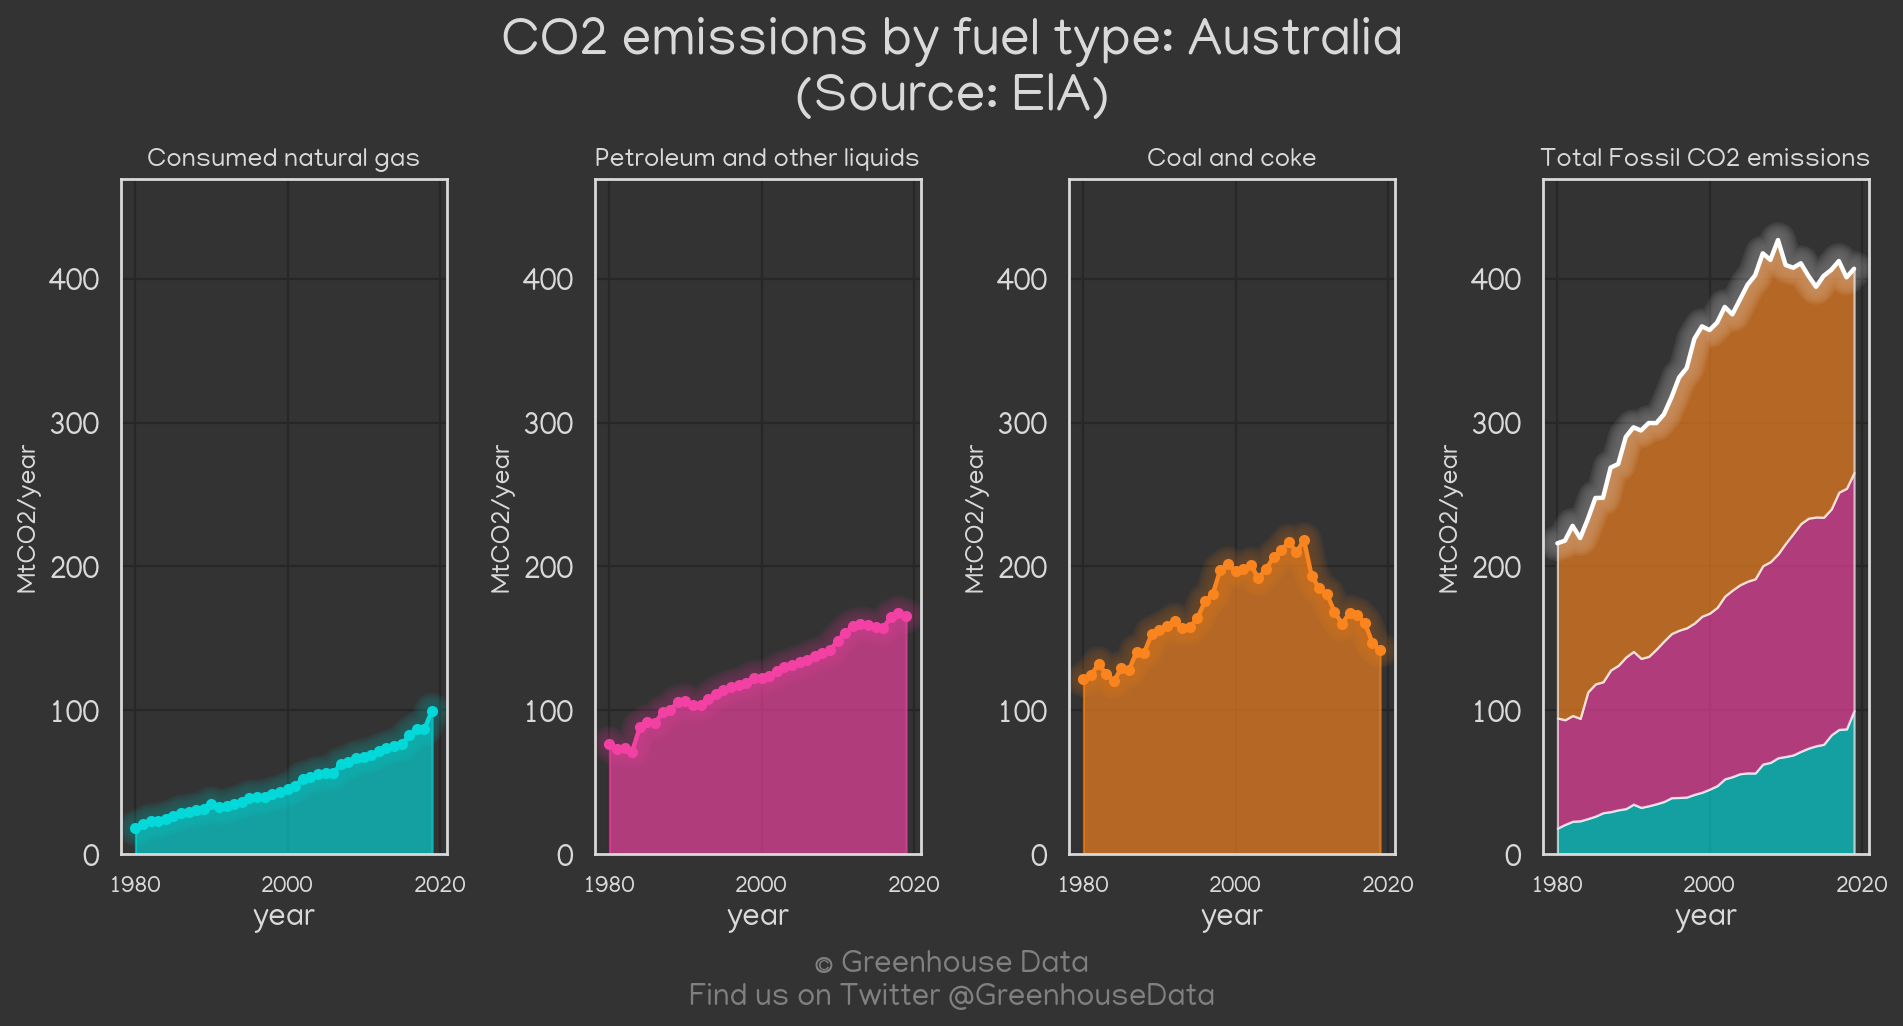 CO2 emissions by fuel type: Australia
(Source: EIA)
Consumed natural gas
MtCO2/year
400
300
200
100
0
1980 2000 2020
year
Petroleum and other liquids
MtCO2/year
400
300
200
100
0
1980 2000 2020
year
Coal and coke
MtCO2/year
400
300
200
100
0
1980 2000 2020
year
Total Fossil CO2 emissions
MtCO2/year
400
300
200
100
0
1980 2000 2020
year
© Greenhouse Data
Find us on Twitter @GreenhouseData